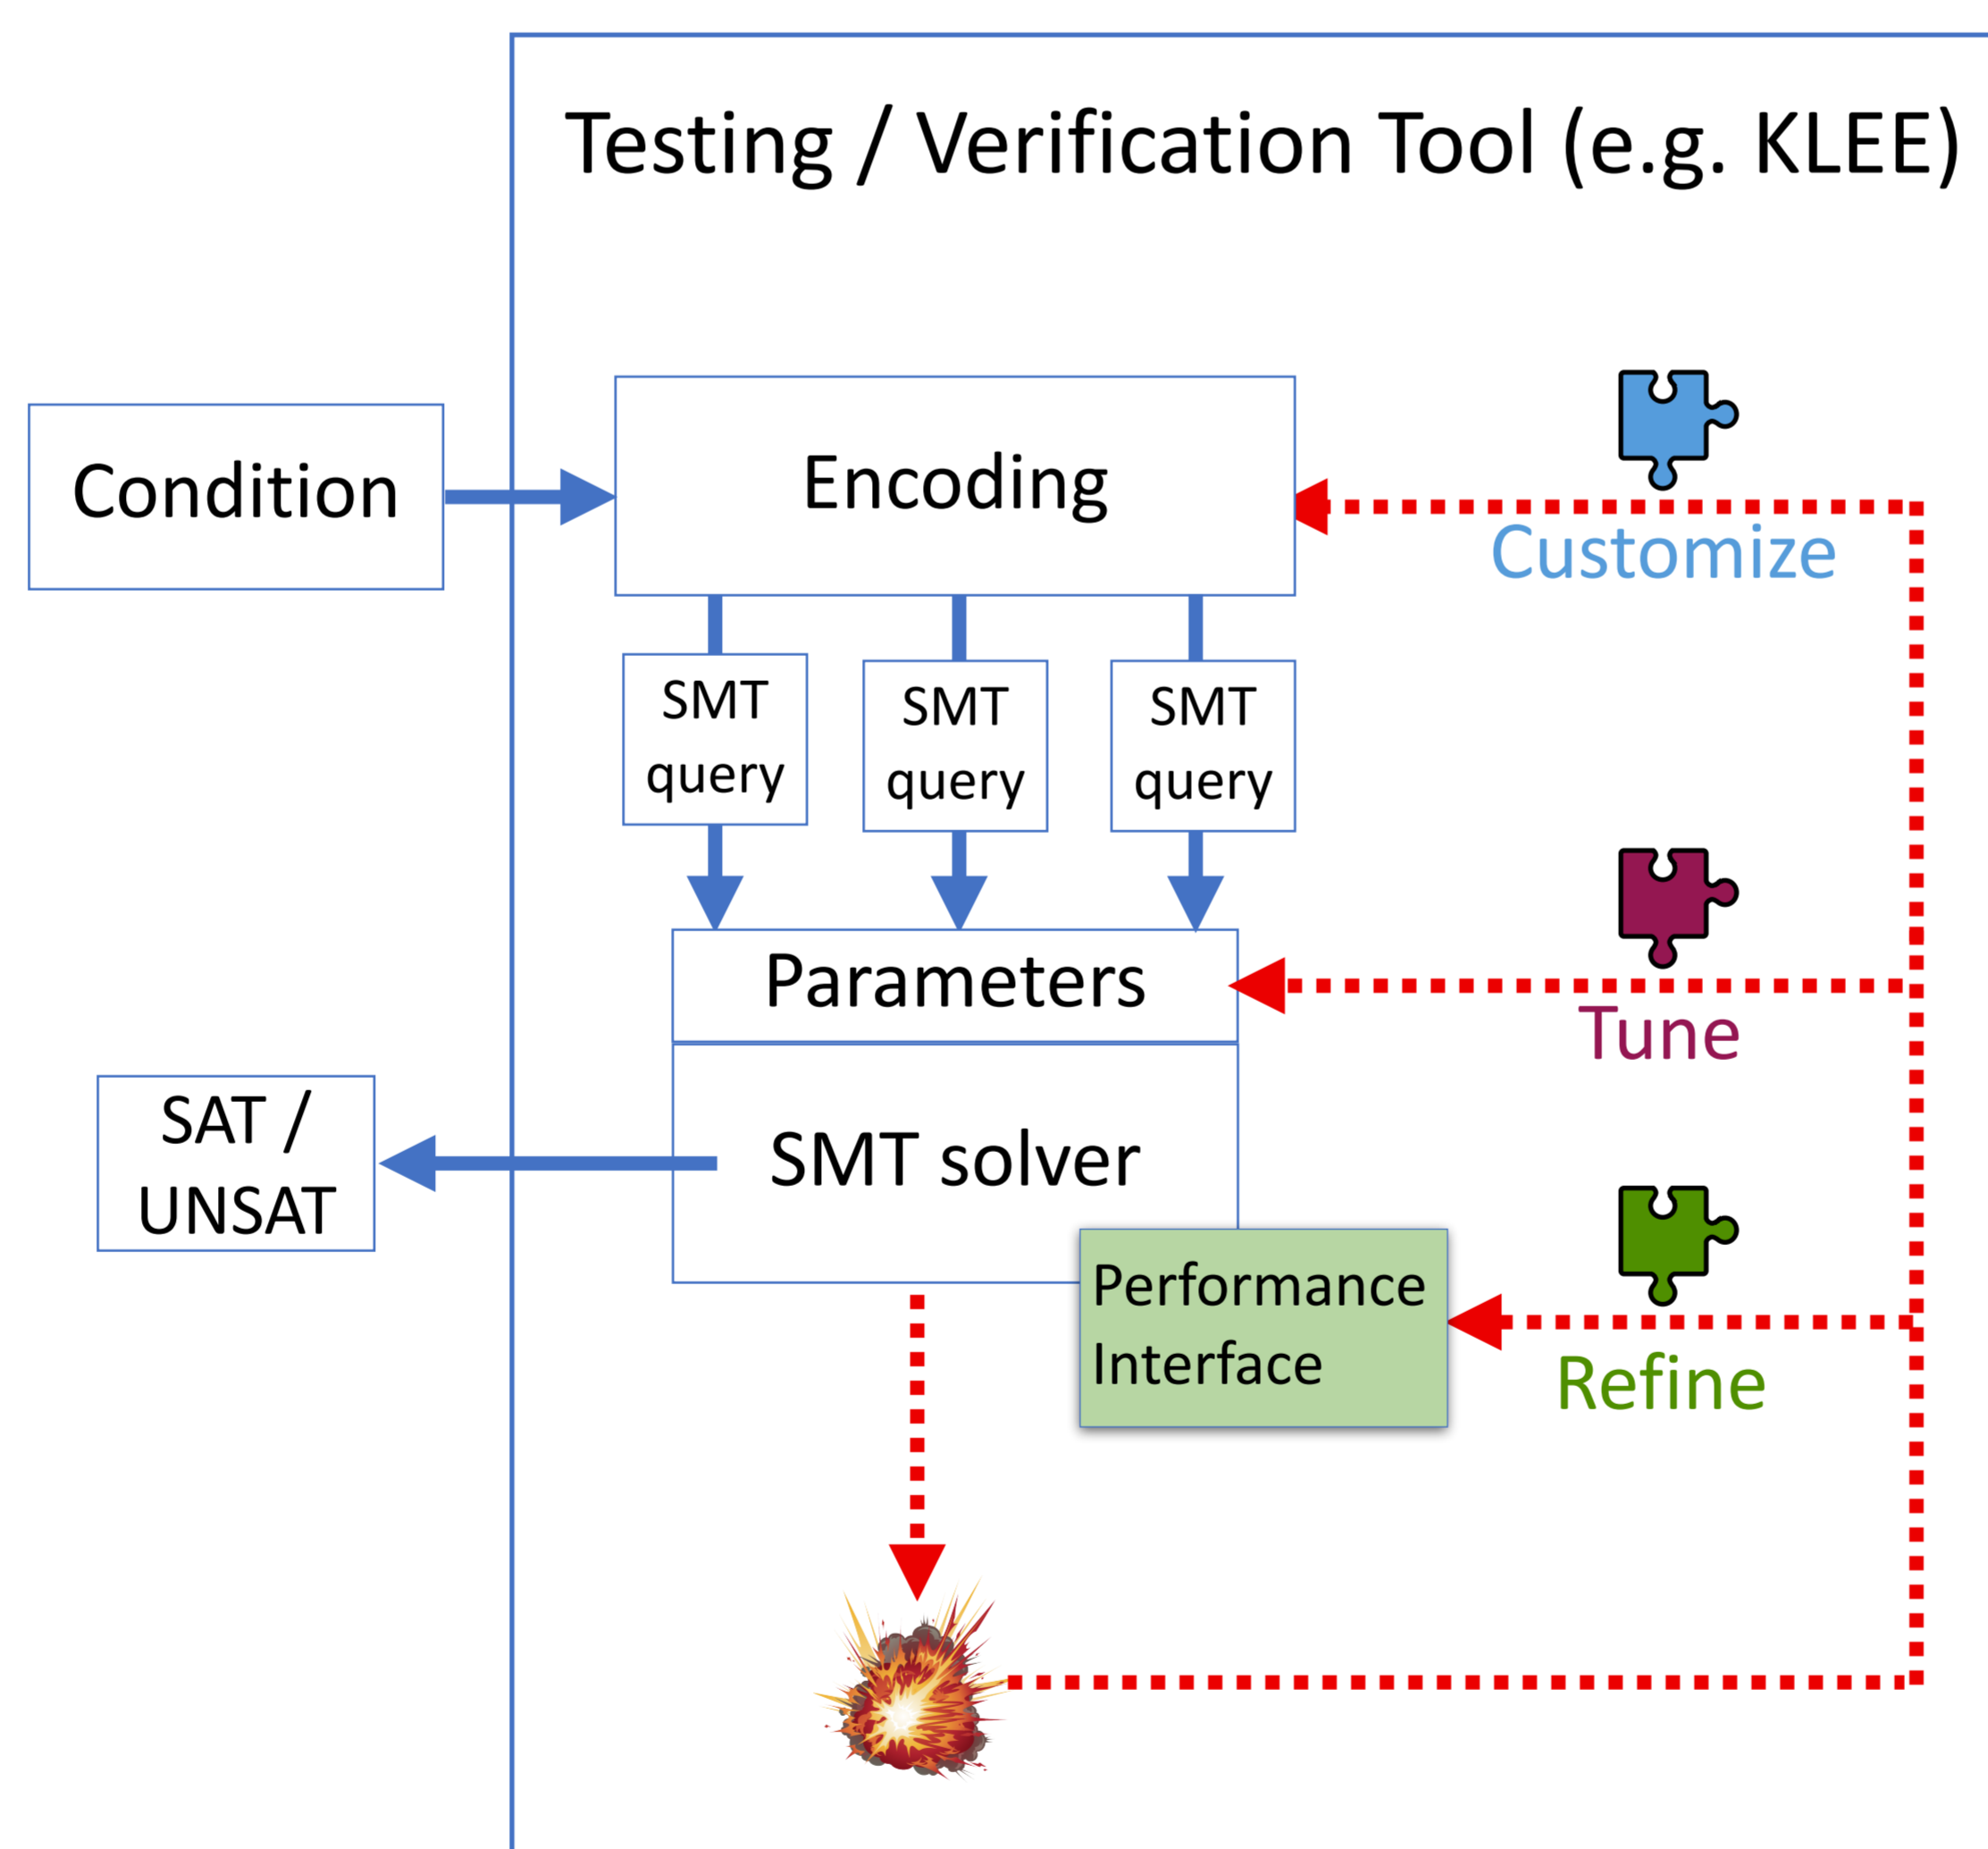 Testing / Verification Tool (e.g. KLEE)
Condition
Encoding
Customize
SMT
query
SMT
query
SMT
query
Parameters
Tune
SAT /
UNSAT
SMT solver
Performance
Interface
Refine